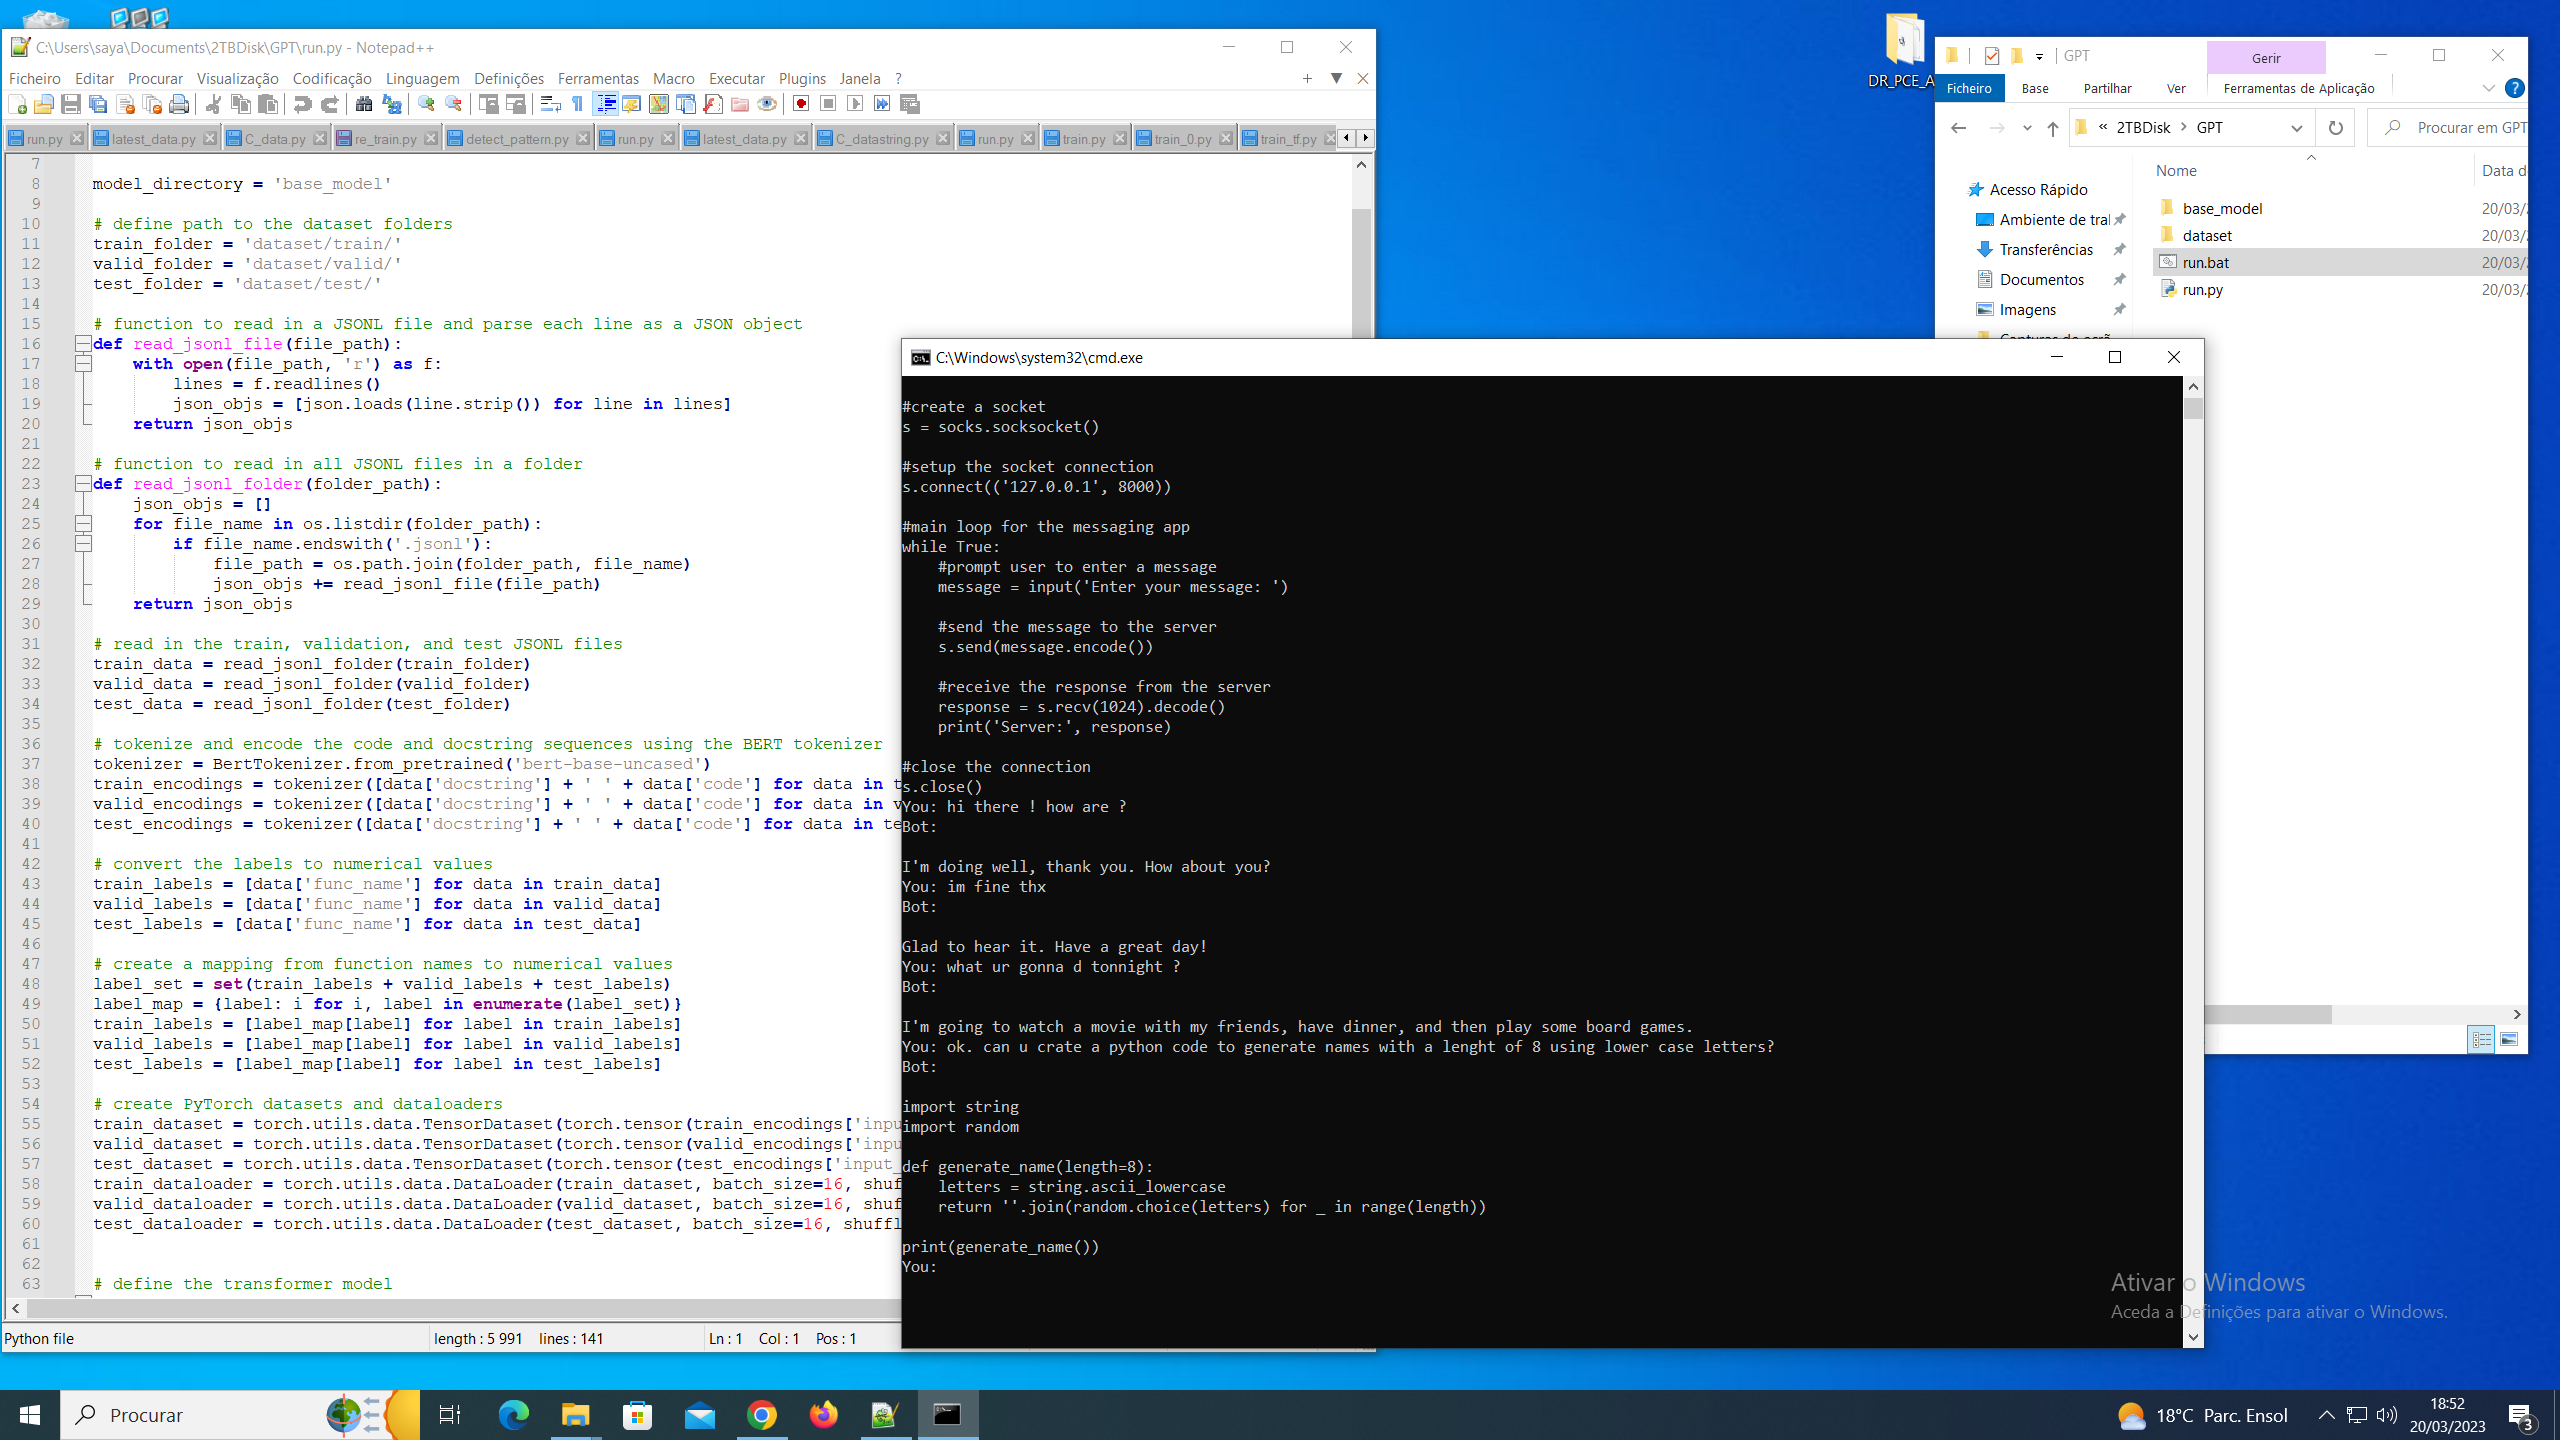 C:\Users\saya\Documents\2TBDisk\GPT\run.py - Notepad++
Ficheiro Editar Procurar Visualização Codificação Linguagem Definições Ferramentas Macro Executar Plugins Janela ?
run.py latest_data.py C_data.py re_train.py detect_pattern.py run.py latest_data.py C_datastring.py run.py train.py train_0.py train_tf.py
7
8 model_directory = 'base_model'
9
10 # define path to the dataset folders
11 train_folder = 'dataset/train/'
12 valid_folder = 'dataset/valid/'
13 test_folder = 'dataset/test/'
14
15 # function to read in a JSONL file and parse each line as a JSON object
16 def read_jsonl_file(file_path):
17 with open(file_path, 'r') as f:
18 lines = f.readlines()
19 json_objs = [json.loads(line.strip()) for line in lines]
20 return json_objs
21
22 # function to read in all JSONL files in a folder
23 def read_jsonl_folder(folder_path):
24 json_objs = []
25 for file_name in os.listdir(folder_path):
26 if file_name.endswith('.jsonl'):
27 file_path = os.path.join(folder_path, file_name)
28 json_objs += read_jsonl_file(file_path)
29 return json_objs
30
31 # read in the train, validation, and test JSONL files
32 train_data = read_jsonl_folder(train_folder)
33 valid_data = read_jsonl_folder(valid_folder)
34 test_data = read_jsonl_folder(test_folder)
35
36 # tokenize and encode the code and docstring sequences using the BERT tokenizer
37 tokenizer = BertTokenizer.from_pretrained('bert-base-uncased')
38 train_encodings = tokenizer([data['docstring'] + ' ' + data['code'] for data in t
39 valid_encodings = tokenizer([data['docstring'] + ' ' + data['code'] for data in v
40 test_encodings = tokenizer([data['docstring'] + ' ' + data['code'] for data in te
41
42 # convert the labels to numerical values
43 train_labels = [data['func_name'] for data in train_data]
44 valid_labels = [data['func_name'] for data in valid_data]
45 test_labels = [data['func_name'] for data in test_data]
46
47 # create a mapping from function names to numerical values
48 label_set = set(train_labels + valid_labels + test_labels)
49 label_map = {label: i for i, label in enumerate(label_set)}
50 train_labels = [label_map[label] for label in train_labels]
51 valid_labels = [label_map[label] for label in valid_labels]
52 test_labels = [label_map[label] for label in test_labels]
53
54 # create PyTorch datasets and dataloaders
55 train_dataset = torch.utils.data.TensorDataset(torch.tensor(train_encodings['inpu
56 valid_dataset = torch.utils.data.TensorDataset(torch.tensor(valid_encodings['inpu
57 test_dataset = torch.utils.data.TensorDataset(torch.tensor(test_encodings['input_
58 train_dataloader = torch.utils.data.DataLoader(train_dataset, batch_size=16, shuf
59 valid_dataloader = torch.utils.data.DataLoader(valid_dataset, batch_size=16, shuf
60 test_dataloader = torch.utils.data.DataLoader(test_dataset, batch_size=16, shuffl
61
62
63 # define the transformer model
Python file length : 5 991 lines : 141 Ln : 1 Col : 1 Pos : 1
C:\Windows\system32\cmd.exe
#create a socket
s = socks.socksocket()
#setup the socket connection
s.connect(('127.0.0.1', 8000))
#main loop for the messaging app
while True:
#prompt user to enter a message
message = input('Enter your message: ')
#send the message to the server
s.send(message.encode())
#receive the response from the server
response = s.recv(1024).decode()
print('Server:', response)
#close the connection
s.close()
You: hi there ! how are ?
Bot:
I'm doing well, thank you. How about you?
You: im fine thx
Bot:
Glad to hear it. Have a great day!
You: what ur gonna d tonnight ?
Bot:
I'm going to watch a movie with my friends, have dinner, and then play some board games.
You: ok. can u crate a python code to generate names with a lenght of 8 using lower case letters?
Bot:
import string
import random
def generate_name(length=8):
letters = string.ascii_lowercase
return ''.join(random.choice(letters) for _ in range(length))
print(generate_name())
You:
DR_PCE_A
GPT
Gerir
Ficheiro Base Partilhar Ver Ferramentas de Aplicação
« 2TBDisk > GPT
Procurar em GPT
Nome Data d
Acesso Rápido
Ambiente de tral
Transferências
Documentos
Imagens
base_model 20/03/
dataset 20/03/
run.bat 20/03/
run.py 20/03/
Ativar o Windows
Aceda a Definições para ativar o Windows.
Procurar
18°C Parc. Ensol
18:52
20/03/2023
3